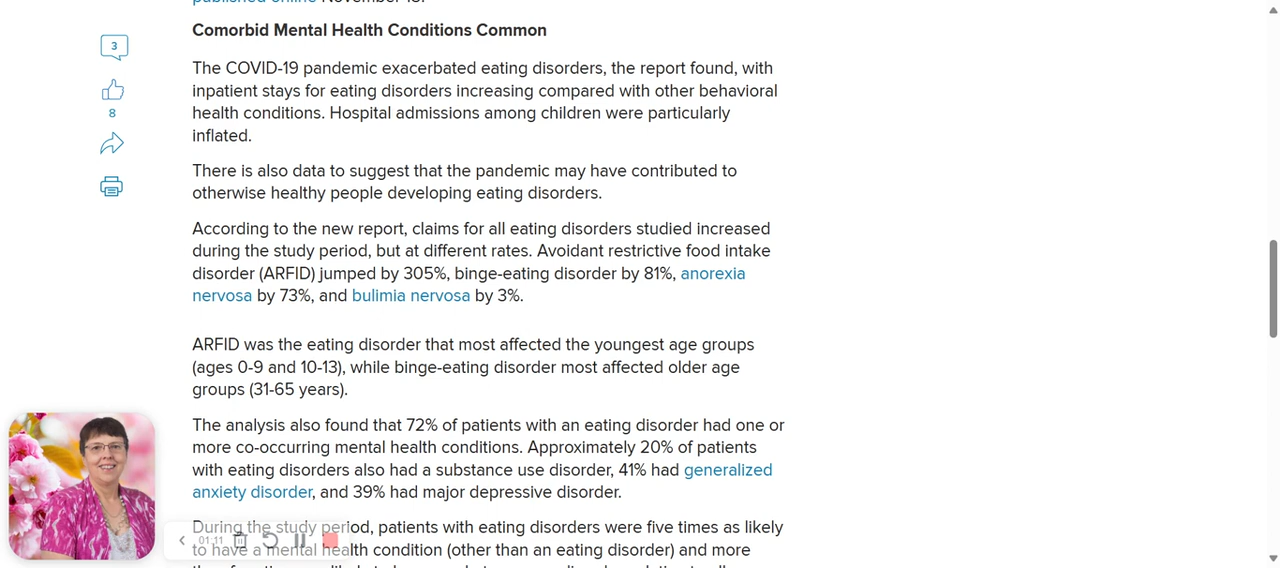 published online November 18.
Comorbid Mental Health Conditions Common
3
The COVID-19 pandemic exacerbated eating disorders, the report found, with
inpatient stays for eating disorders increasing compared with other behavioral
health conditions. Hospital admissions among children were particularly
inflated.
8
There is also data to suggest that the pandemic may have contributed to
otherwise healthy people developing eating disorders.
According to the new report, claims for all eating disorders studied increased
during the study period, but at different rates. Avoidant restrictive food intake
disorder (ARFID) jumped by 305%, binge-eating disorder by 81%, anorexia
nervosa by 73%, and bulimia nervosa by 3%.
ARFID was the eating disorder that most affected the youngest age groups
(ages 0-9 and 10-13), while binge-eating disorder most affected older age
groups (31-65 years).
The analysis also found that 72% of patients with an eating disorder had one or
more co-occurring mental health conditions. Approximately 20% of patients
with eating disorders also had a substance use disorder, 41% had generalized
anxiety disorder, and 39% had major depressive disorder.
During the study period, patients with eating disorders were five times as likely
01:11
to have a mental health condition (other than an eating disorder) and more